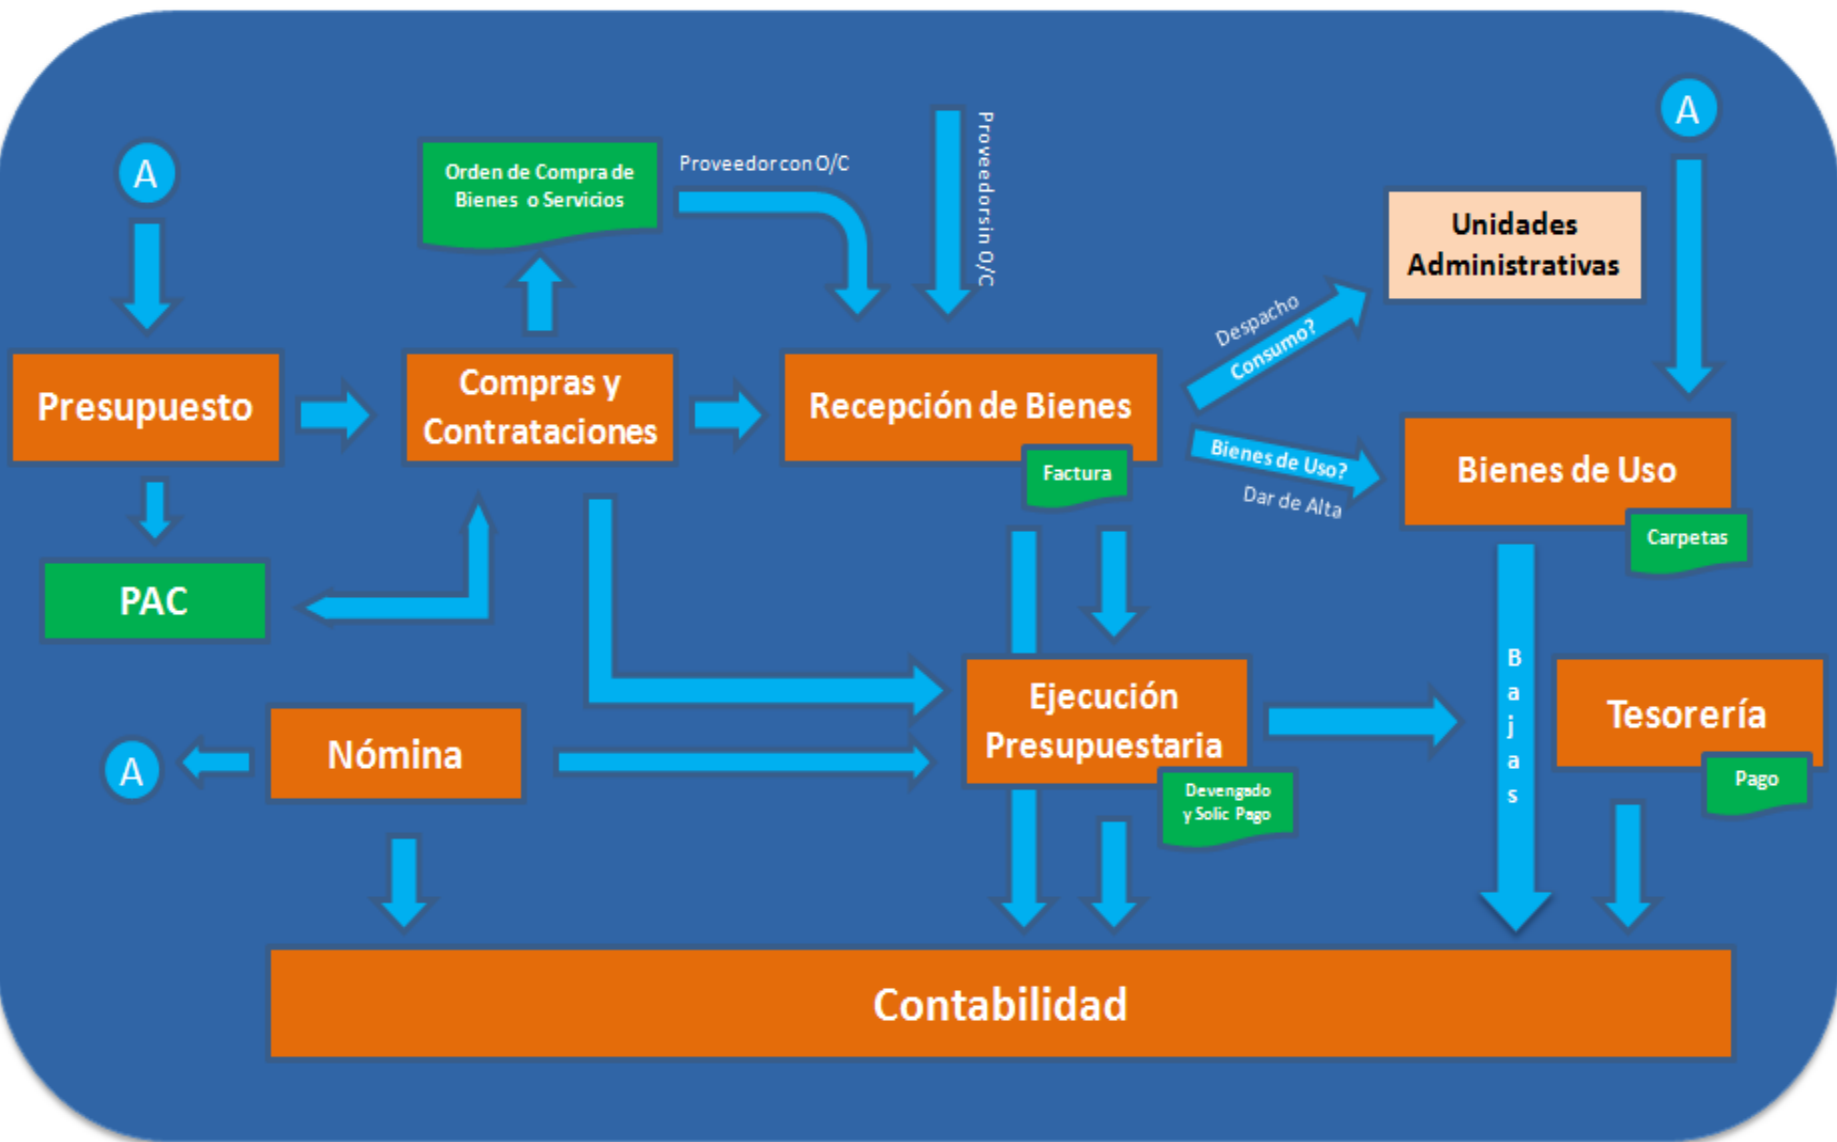 A
A
Orden de Compra de
Bienes o Servicios
Proveedor con O/C
Proveedor sin O/C
Unidades
Administrativas
Despacho
Consumo?
Presupuesto
Compras y
Contrataciones
Recepción de Bienes
Factura
Bienes de Uso?
Dar de Alta
Bienes de Uso
Carpetas
PAC
Bajas
Ejecución
Presupuestaria
Devengado
y Solic Pago
Tesorería
Pago
A
Nómina
Contabilidad